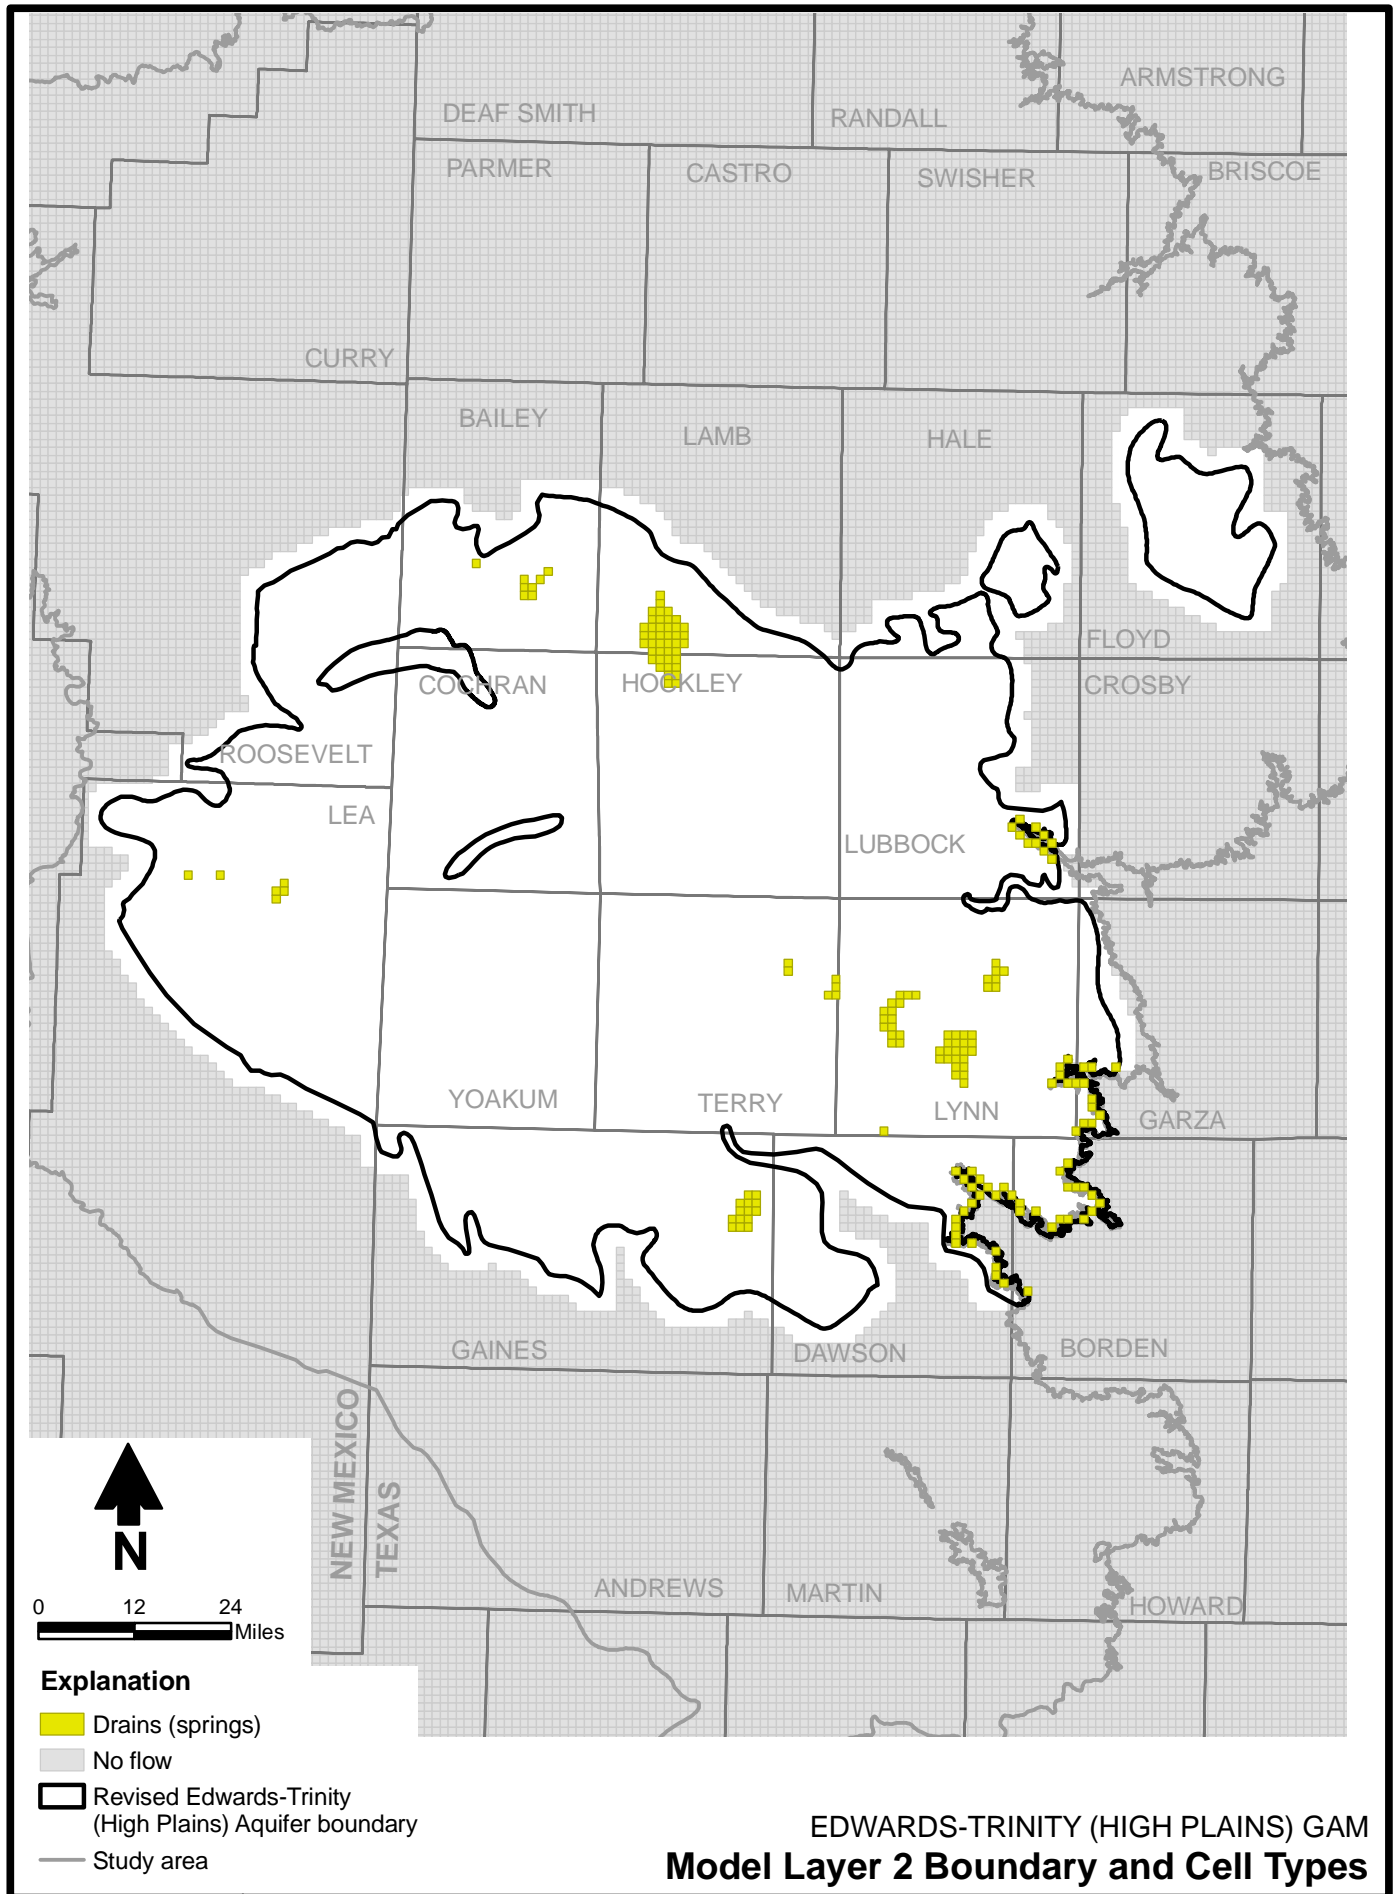 ARMSTRONG
DEAF SMITH
RANDALL
PARMER
CASTRO
SWISHER
BRISCOE
CURRY
BAILEY
LAMB
HALE
FLOYD
COCHRAN
HOCKLEY
CROSBY
ROOSEVELT
LEA
LUBBOCK
YOAKUM
TERRY
LYNN
GARZA
GAINES
DAWSON
BORDEN
NEW MEXICO
TEXAS
ANDREWS
MARTIN
HOWARD
N
0 12 24
Miles
Explanation
Drains (springs)
No flow
Revised Edwards-Trinity
(High Plains) Aquifer boundary
Study area
EDWARDS-TRINITY (HIGH PLAINS) GAM
Model Layer 2 Boundary and Cell Types